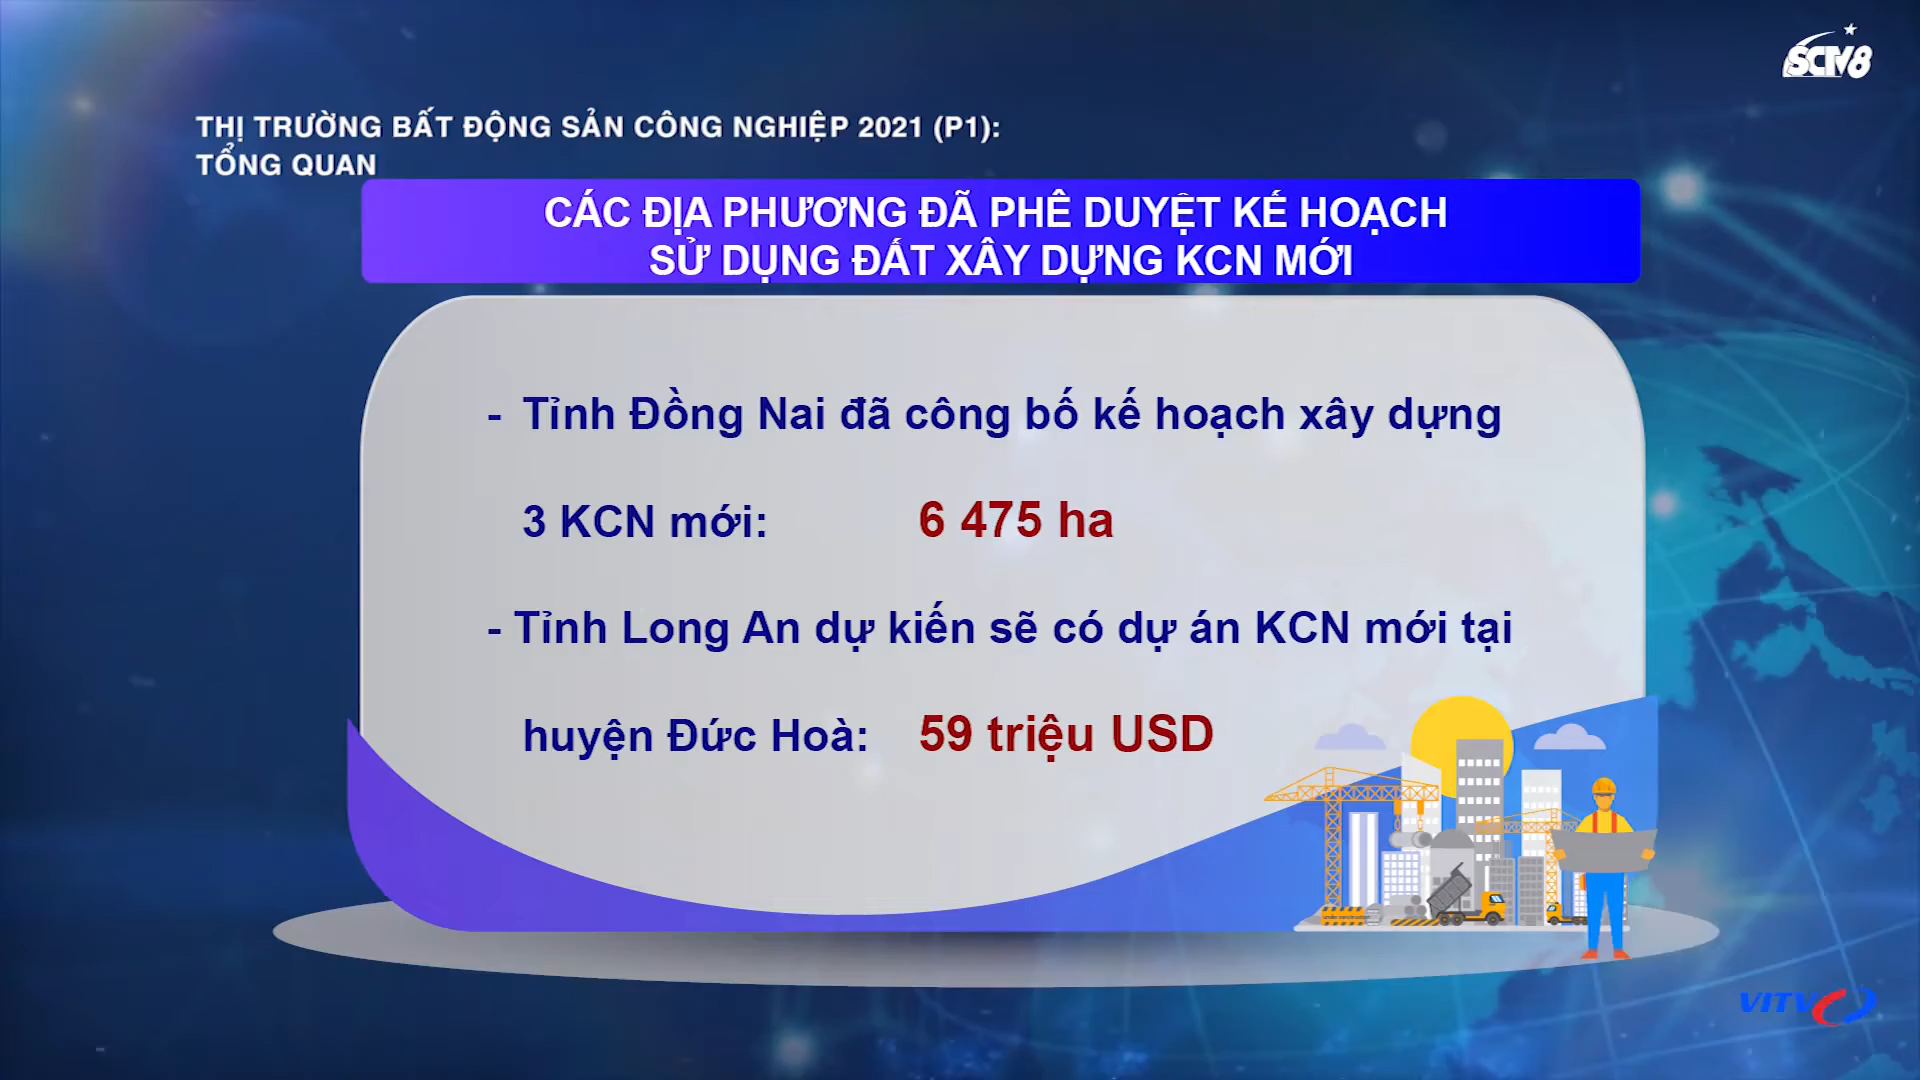 SCTV8
THỊ TRƯỜNG BẤT ĐỘNG SẢN CÔNG NGHIỆP 2021 (P1):
TỔNG QUAN
CÁC ĐỊA PHƯƠNG ĐÃ PHÊ DUYỆT KẾ HOẠCH
SỬ DỤNG ĐẤT XÂY DỰNG KCN MỚI
- Tỉnh Đồng Nai đã công bố kế hoạch xây dựng
3 KCN mới: 6 475 ha
- Tỉnh Long An dự kiến sẽ có dự án KCN mới tại
huyện Đức Hoà: 59 triệu USD
VITV